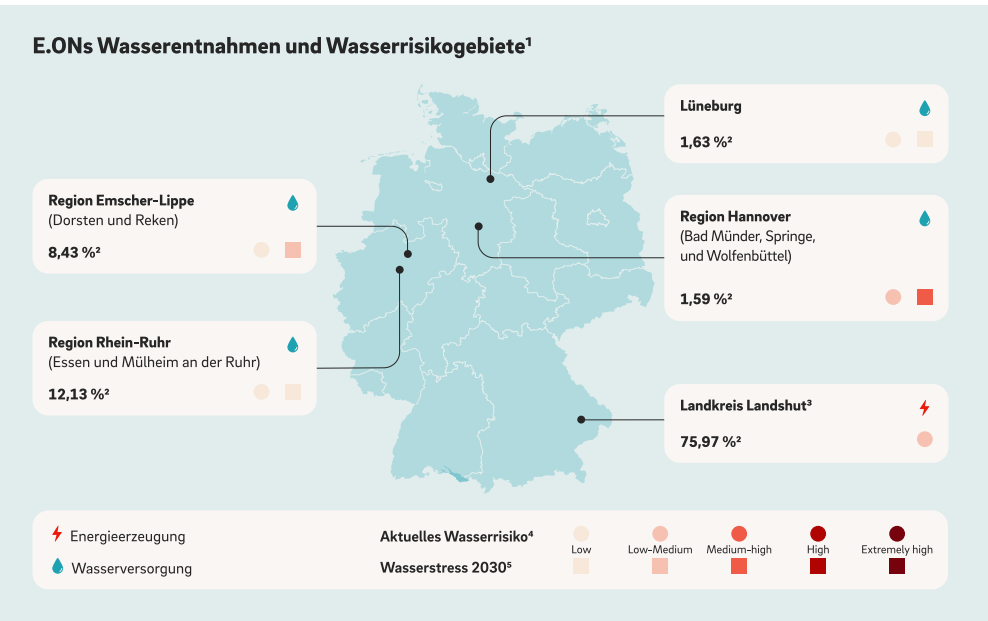 E.ONs Wasserentnahmen und Wasserrisikogebiete¹
Lüneburg
1,63 %²
Region Emscher-Lippe
(Dorsten und Reken)
8,43 %²
Region Hannover
(Bad Münder, Springe,
und Wolfenbüttel)
1,59 %²
Region Rhein-Ruhr
(Essen und Mülheim an der Ruhr)
12,13 %²
Landkreis Landshut³
75,97 %²
Energieerzeugung
Wasserversorgung
Aktuelles Wasserrisiko⁴
Low
Low-Medium
Medium-high
High
Extremely high
Wasserstress 2030⁵